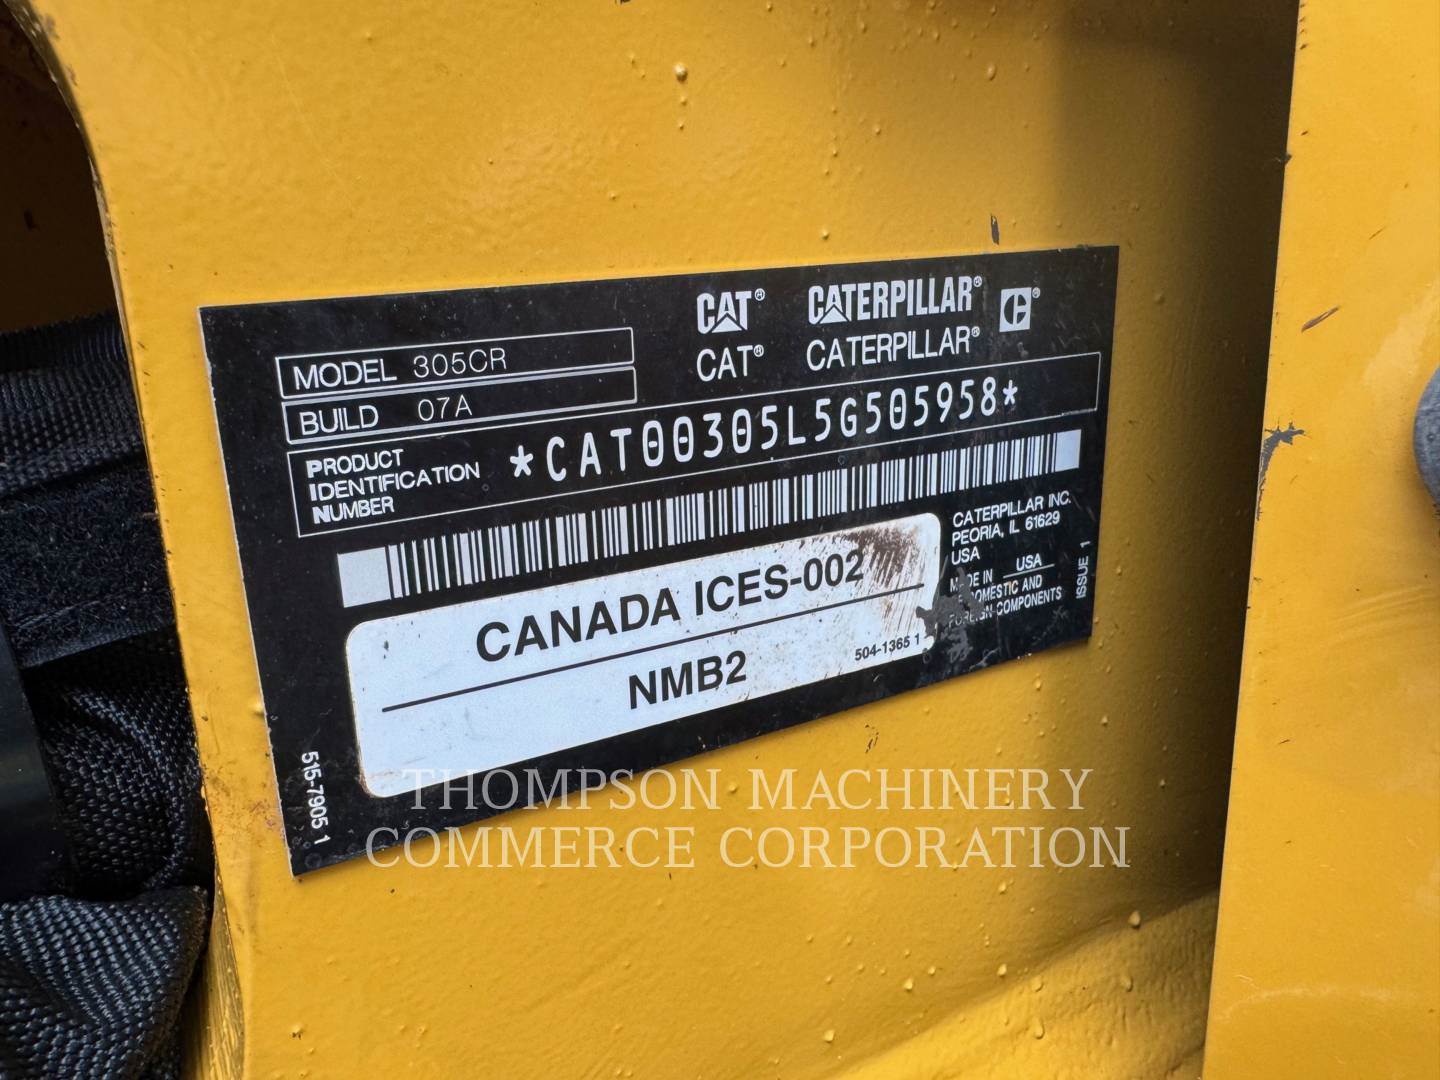 CAT® CATERPILLAR®
CAT® CATERPILLAR®
MODEL 305CR
BUILD 07A
PRODUCT
IDENTIFICATION
NUMBER
*CAT00305L5G505958*
CATERPILLAR INC.
PEORIA, IL 61629
USA
MADE IN USA
DOMESTIC AND
FOREIGN COMPONENTS
ISSUE 1
CANADA ICES-002
NMB2
504-1365 1
515-7905 1
THOMPSON MACHINERY
COMMERCE CORPORATION